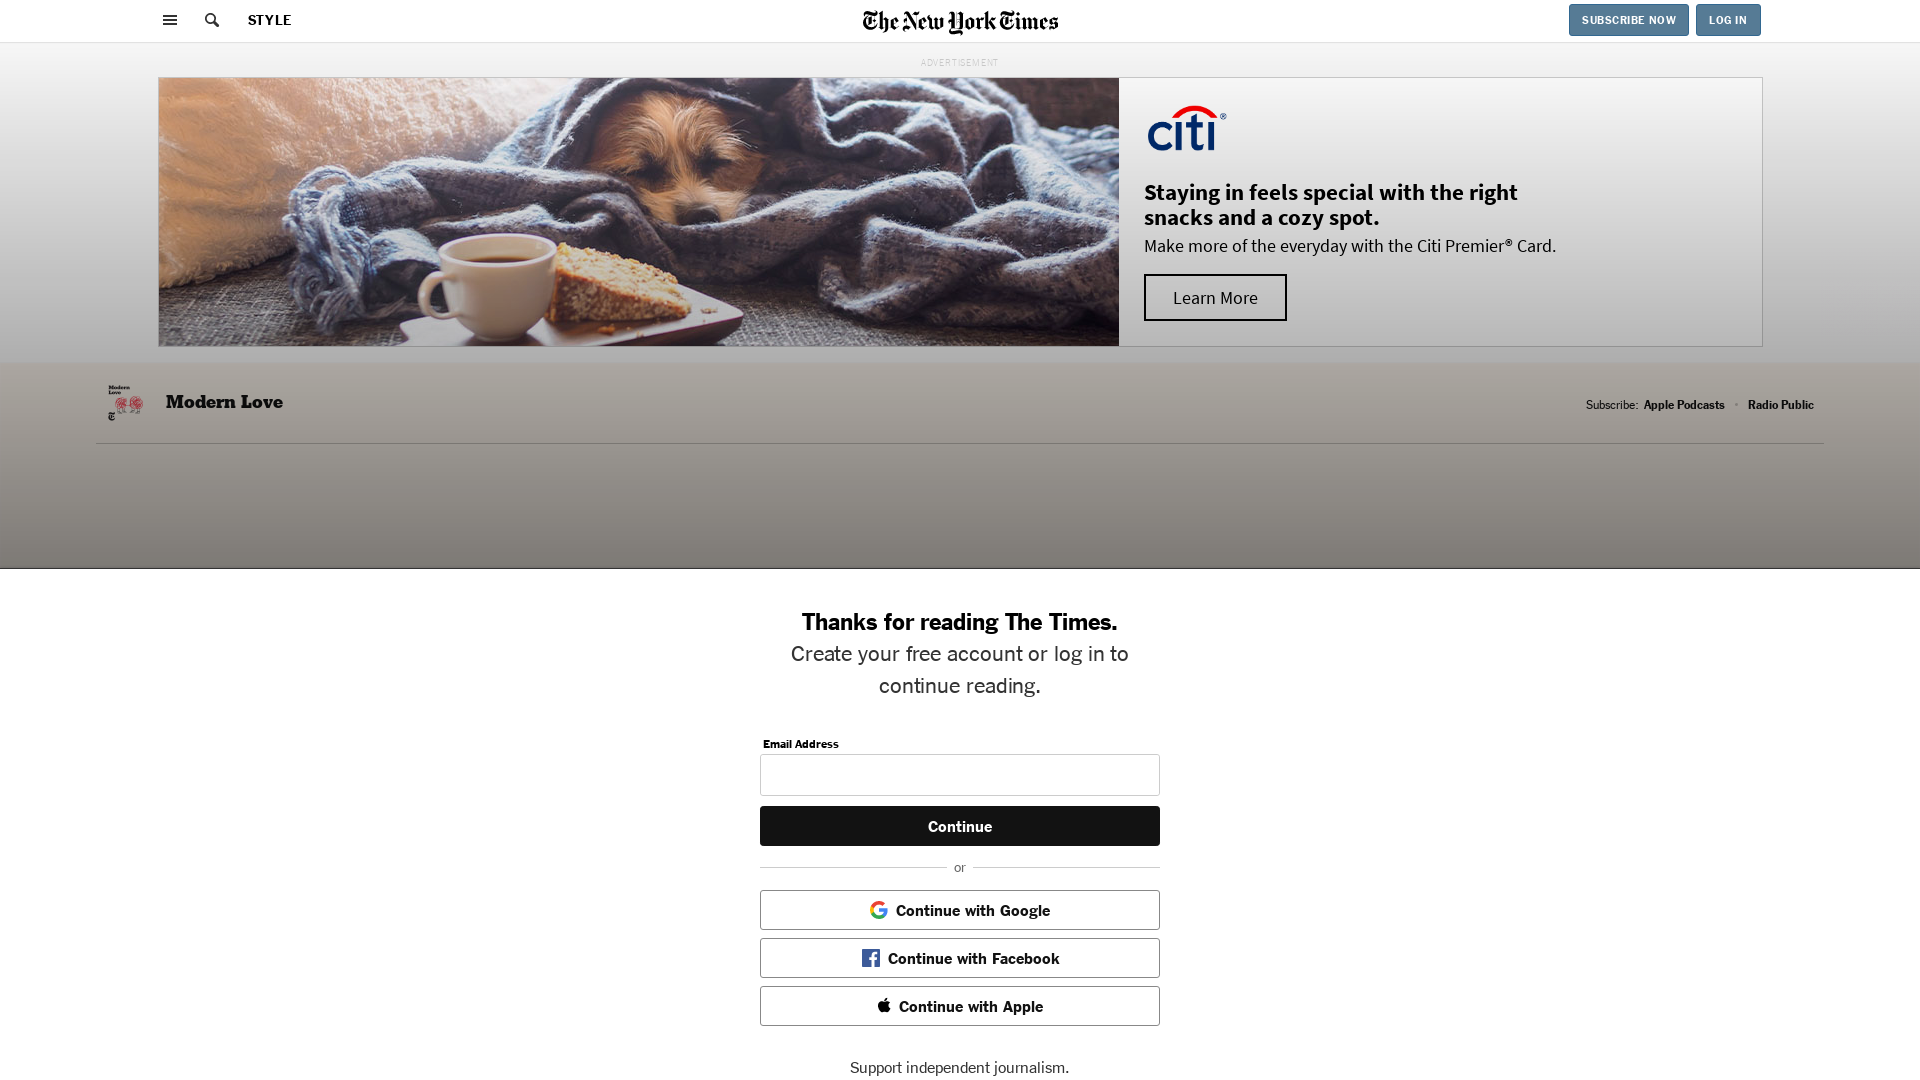 STYLE
The New York Times
SUBSCRIBE NOW
LOG IN
ADVERTISEMENT
citi®
Staying in feels special with the right
snacks and a cozy spot.
Make more of the everyday with the Citi Premier® Card.
Learn More
Modern
Love
Modern Love
Subscribe: Apple Podcasts • Radio Public
Thanks for reading The Times.
Create your free account or log in to
continue reading.
Email Address
Continue
or
Continue with Google
Continue with Facebook
Continue with Apple
Support independent journalism.